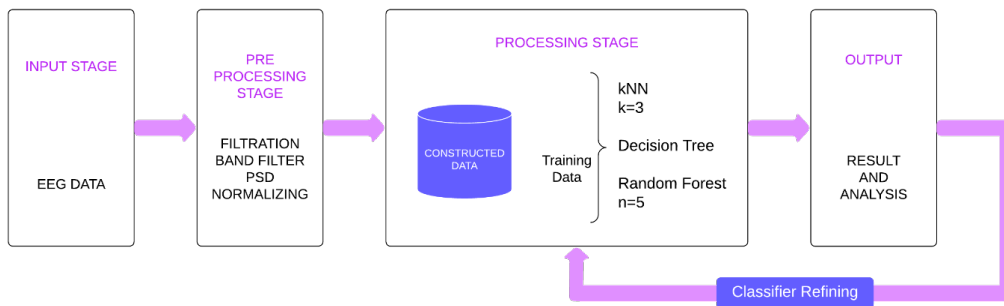 INPUT STAGE
EEG DATA
PRE
PROCESSING
STAGE
FILTRATION
BAND FILTER
PSD
NORMALIZING
PROCESSING STAGE
CONSTRUCTED
DATA
Training
Data
kNN
k=3
Decision Tree
Random Forest
n=5
OUTPUT
RESULT
AND
ANALYSIS
Classifier Refining